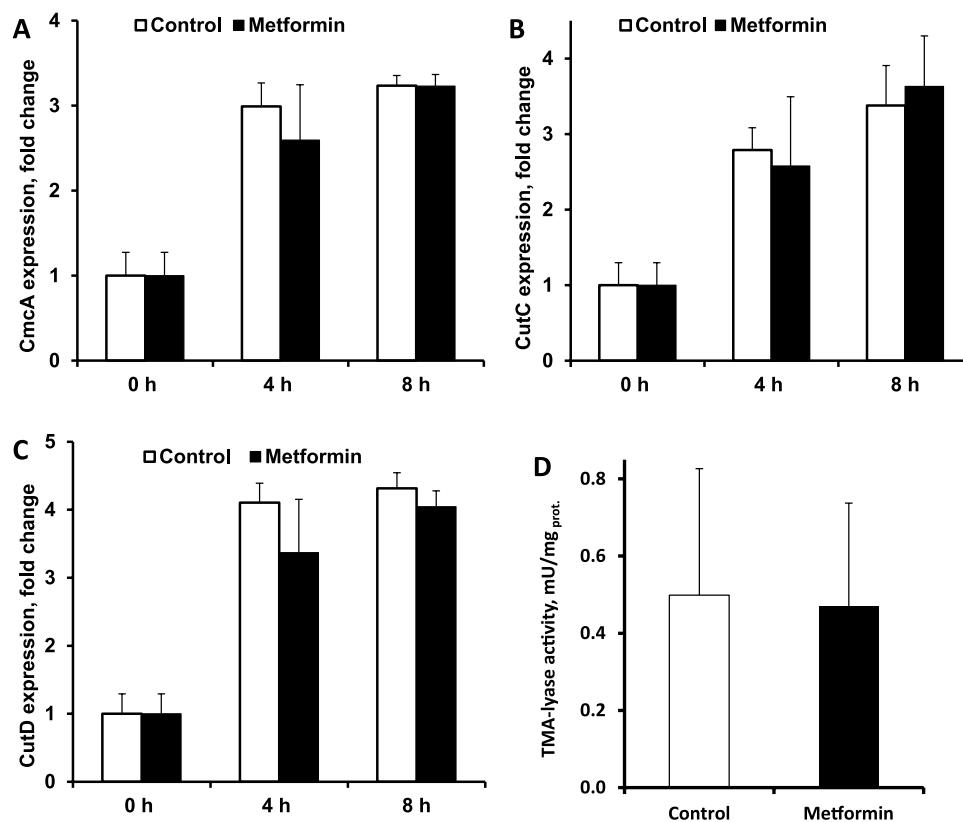 A
Control Metformin
CmcA expression, fold change
4
3
2
1
0
0 h 4 h 8 h
B
Control Metformin
CutC expression, fold change
4
3
2
1
0
0 h 4 h 8 h
C
Control Metformin
CutD expression, fold change
5
4
3
2
1
0
0 h 4 h 8 h
D
TMA-lyase activity, mU/mg prot.
0.8
0.6
0.4
0.2
0.0
Control Metformin